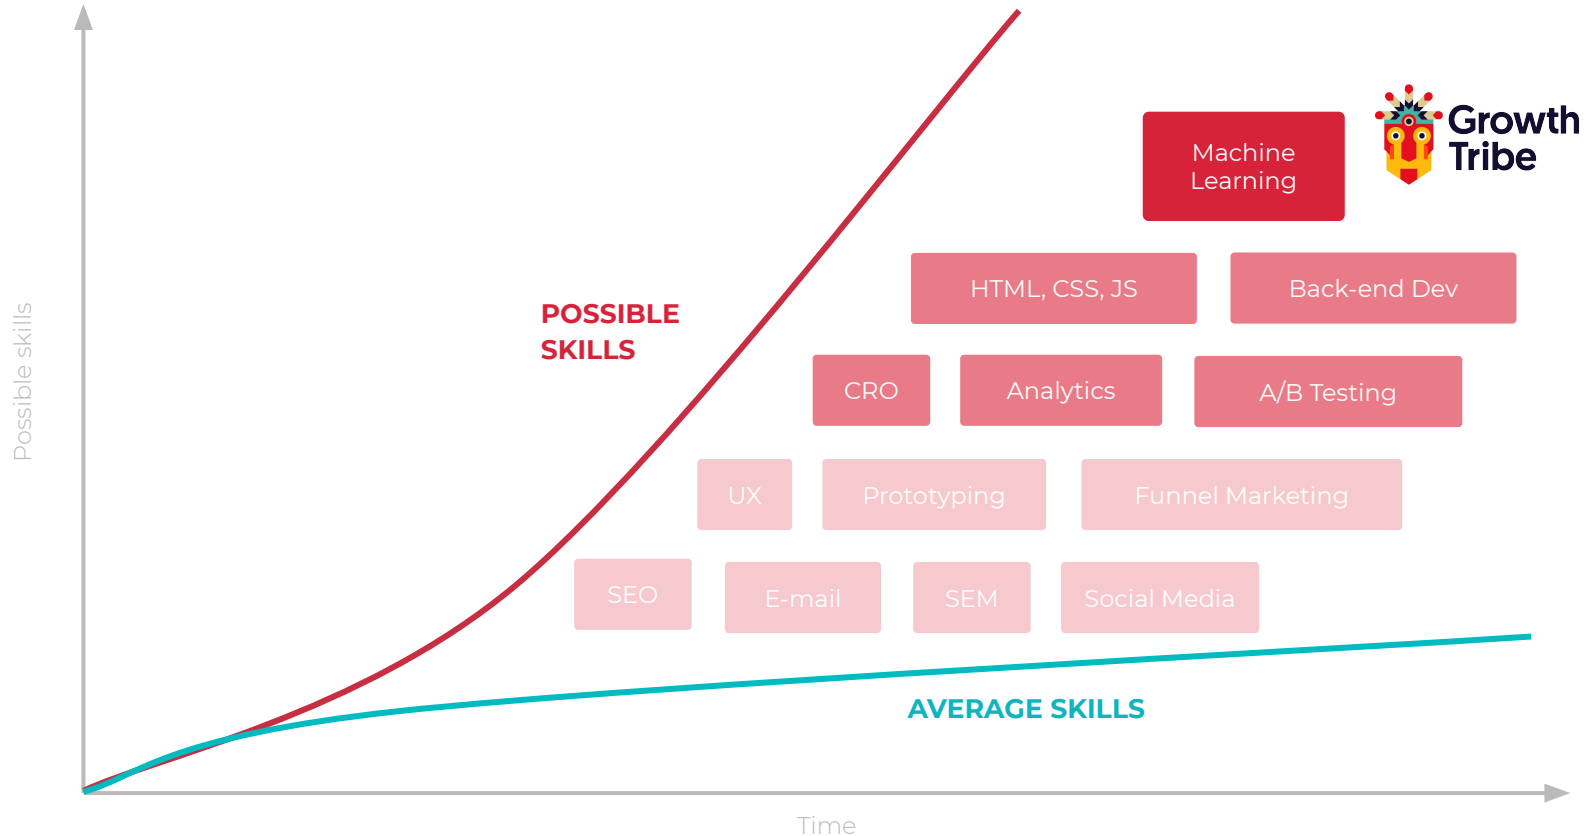 Growth
Tribe
Machine
Learning
HTML, CSS, JS
Back-end Dev
POSSIBLE
SKILLS
CRO
Analytics
A/B Testing
Possible skills
UX
Prototyping
Funnel Marketing
SEO
E-mail
SEM
Social Media
AVERAGE SKILLS
Time